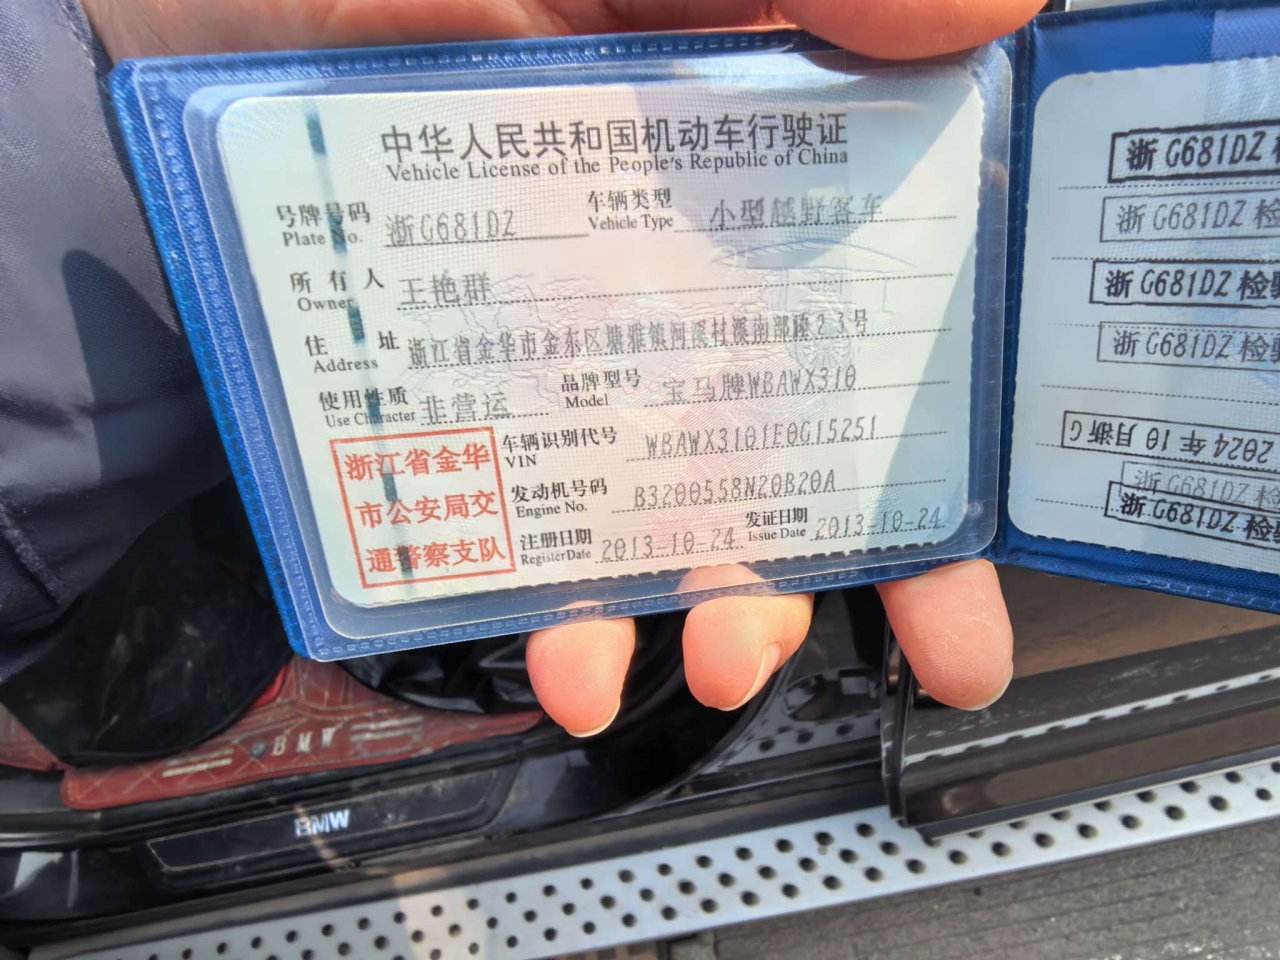 中华人民共和国机动车行驶证
Vehicle License of the People's Republic of China
号牌号码 浙G681DZ 车辆类型 小型越野客车
Plate No. Vehicle Type
所有人 王艳群
Owner
住址 浙江省金华市金东区塘雅镇河溪村溪南部路23号
Address
使用性质 非营运 品牌型号 宝马牌WBAWX310
Use Character Model
浙江省金华
市公安局交
通警察支队
车辆识别代号 WBAWX3101E0G15251
VIN
发动机号码 B3200558N20B20A
Engine No.
注册日期 2013-10-24 发证日期 2013-10-24
Register Date Issue Date
浙G681DZ
浙G681DZ 检
浙G681DZ 检验
浙G681DZ 检验
2024年10月浙G
浙G681DZ 检
浙G681DZ 检
BMW
BMW